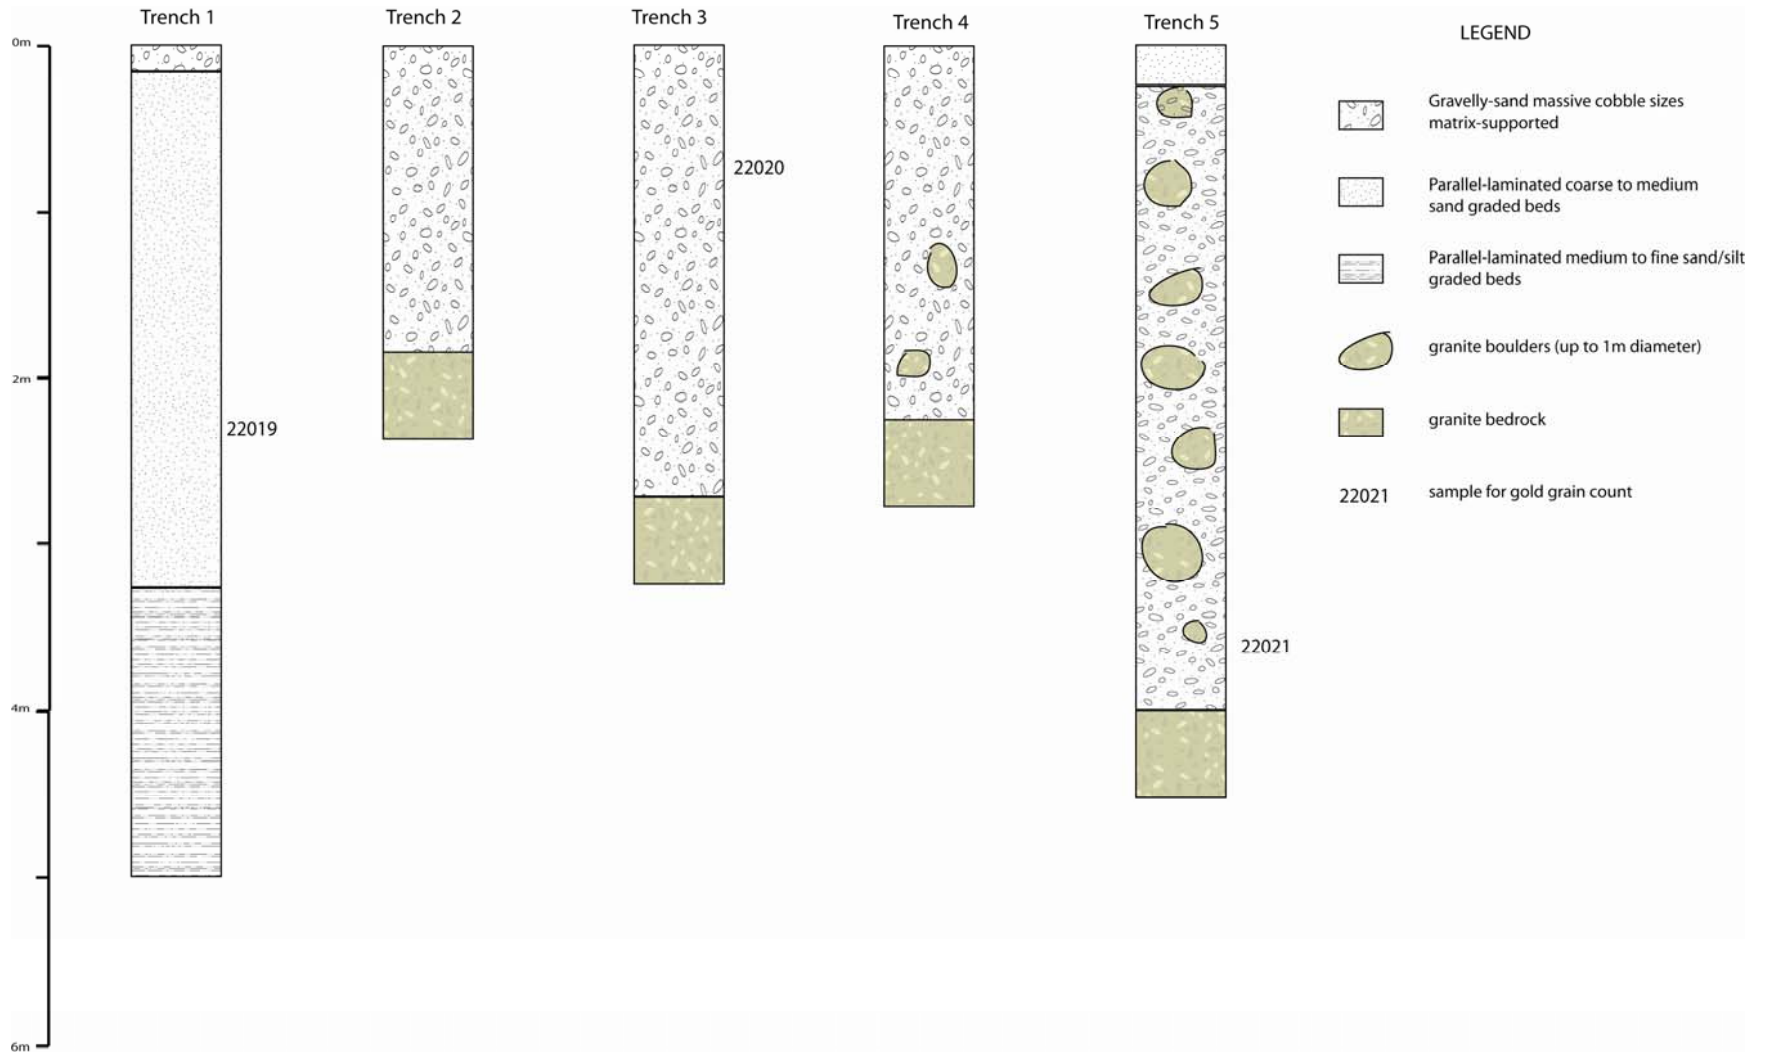 Trench 1
Trench 2
Trench 3
Trench 4
Trench 5
LEGEND
0m
2m
4m
6m
22019
22020
22021
Gravelly-sand massive cobble sizes
matrix-supported
Parallel-laminated coarse to medium
sand graded beds
Parallel-laminated medium to fine sand/silt
graded beds
granite boulders (up to 1m diameter)
granite bedrock
22021 sample for gold grain count